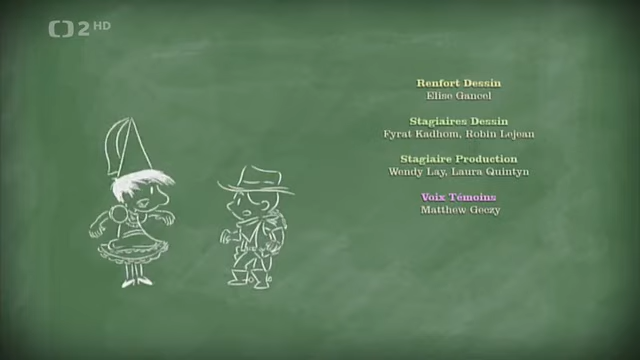 2 HD
Renfort Dessin
Elise Gancel
Stagiaires Dessin
Fyrat Kadhom, Robin Lejean
Stagiaire Production
Wendy Lay, Laura Quintyn
Voix Témoins
Matthew Geczy